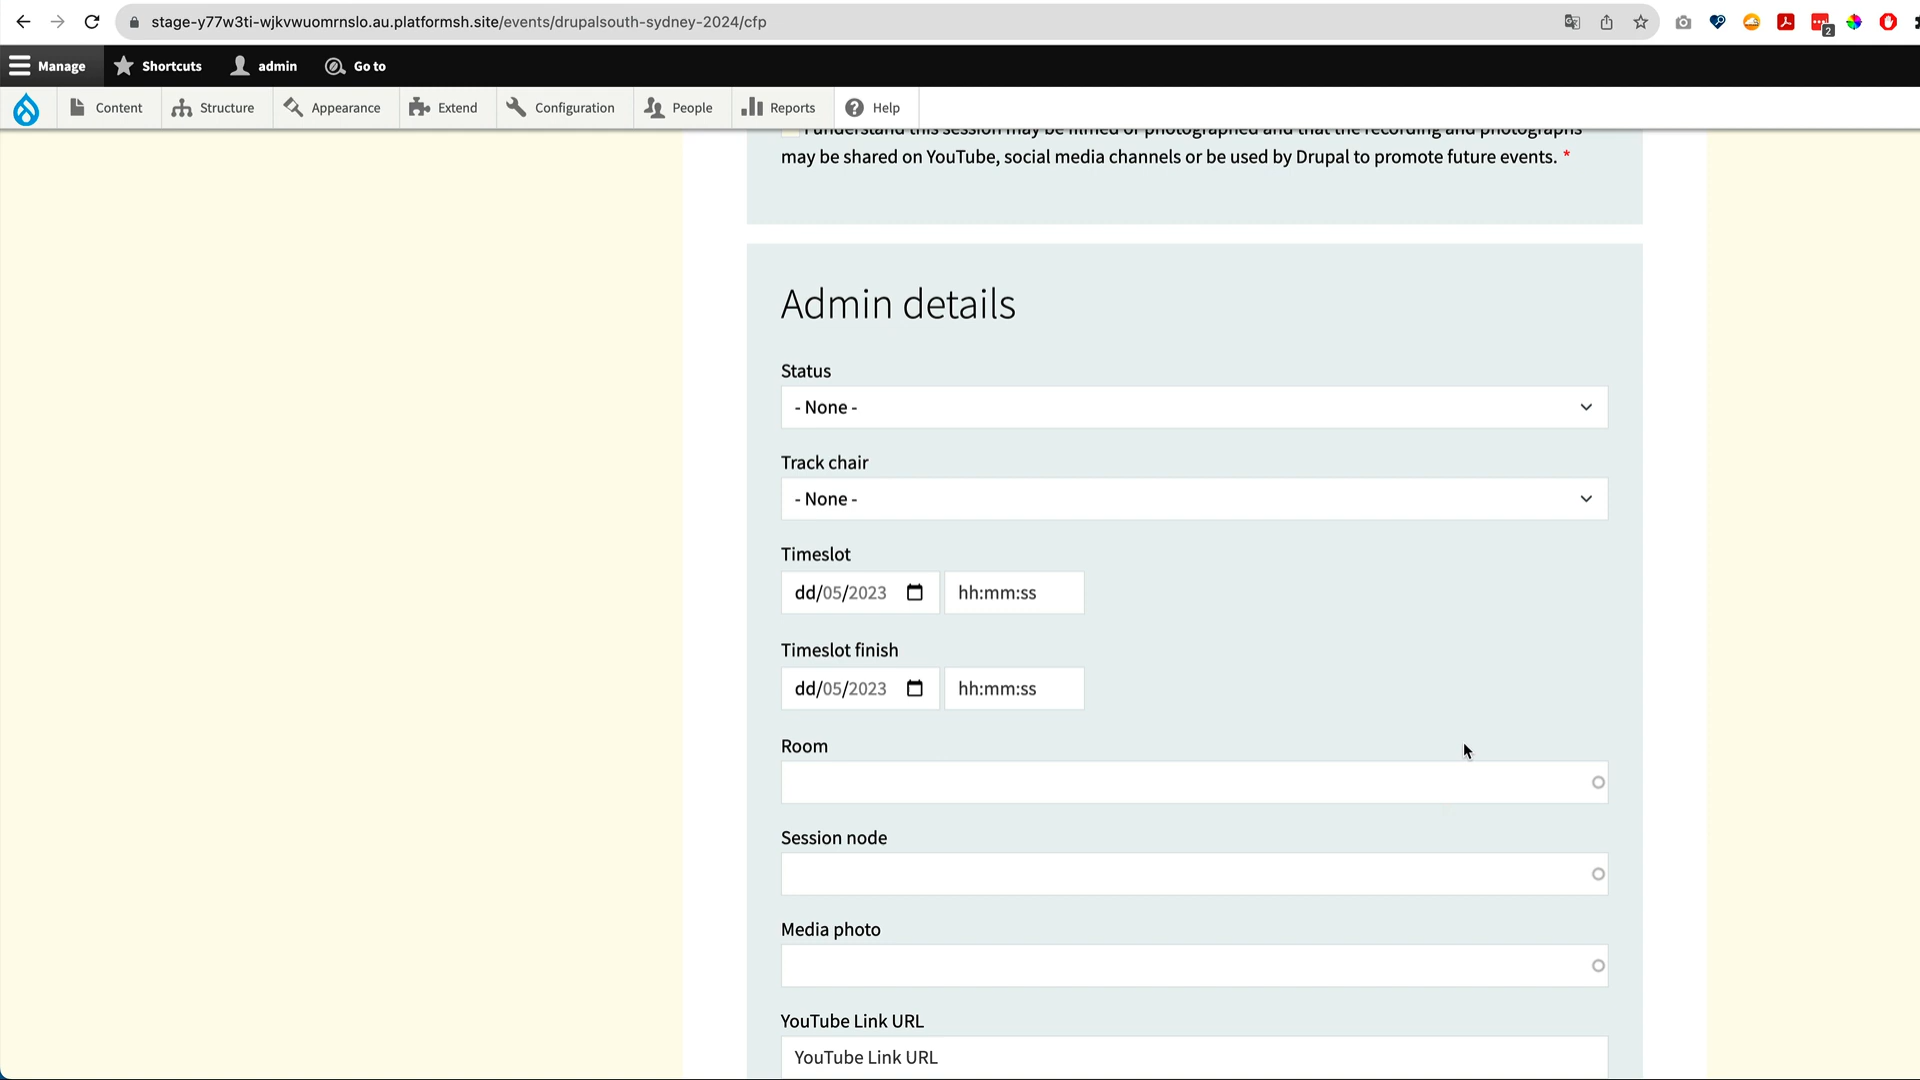 stage-y77w3ti-wjkvwuomrnslo.au.platformsh.site/events/drupalsouth-sydney-2024/cfp
2
Manage Shortcuts admin Go to
Content Structure Appearance Extend Configuration People Reports Help
I understand this session may be filmed or photographed and that the recording and photographs
may be shared on YouTube, social media channels or be used by Drupal to promote future events. *
Admin details
Status
- None -
Track chair
- None -
Timeslot
dd/05/2023 hh:mm:ss
Timeslot finish
dd/05/2023 hh:mm:ss
Room
Session node
Media photo
YouTube Link URL
YouTube Link URL